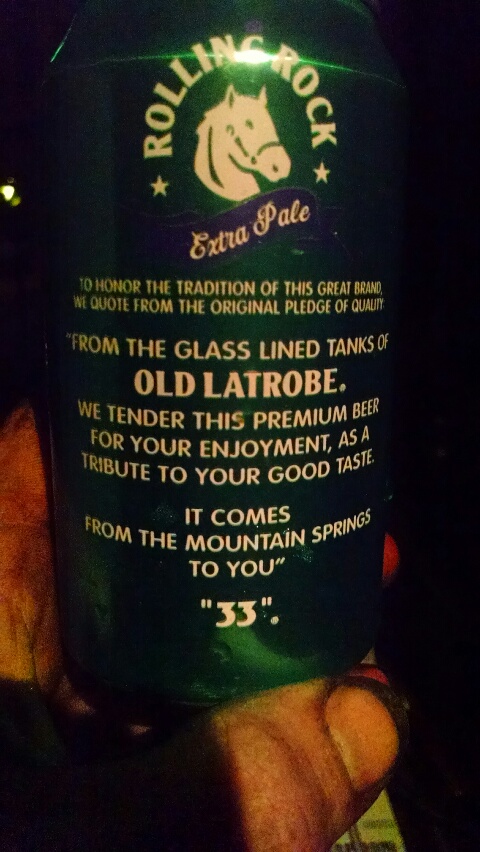 ROLLING ROCK
Extra Pale
TO HONOR THE TRADITION OF THIS GREAT BRAND,
WE QUOTE FROM THE ORIGINAL PLEDGE OF QUALITY:
"FROM THE GLASS LINED TANKS OF
OLD LATROBE®
WE TENDER THIS PREMIUM BEER
FOR YOUR ENJOYMENT, AS A
TRIBUTE TO YOUR GOOD TASTE.
IT COMES
FROM THE MOUNTAIN SPRINGS
TO YOU"
"33"®